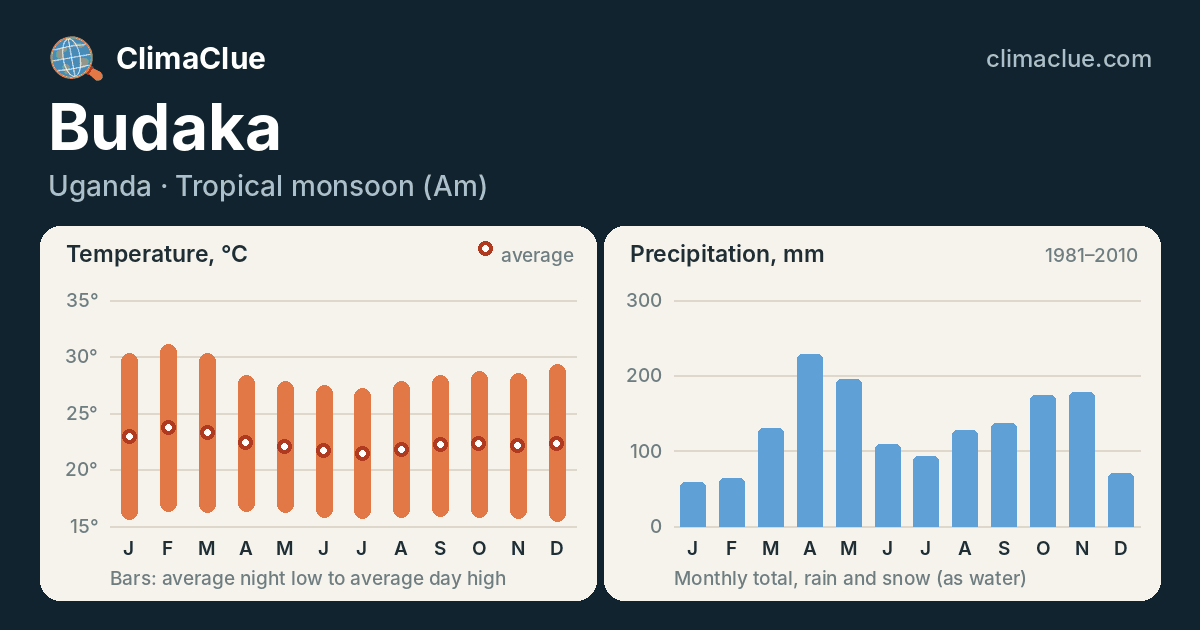 ClimaClue
climaclue.com
Budaka
Uganda · Tropical monsoon (Am)
Temperature, °C
average
35°
30°
25°
20°
15°
J F M A M J J A S O N D
Bars: average night low to average day high
Precipitation, mm
1981–2010
300
200
100
0
J F M A M J J A S O N D
Monthly total, rain and snow (as water)